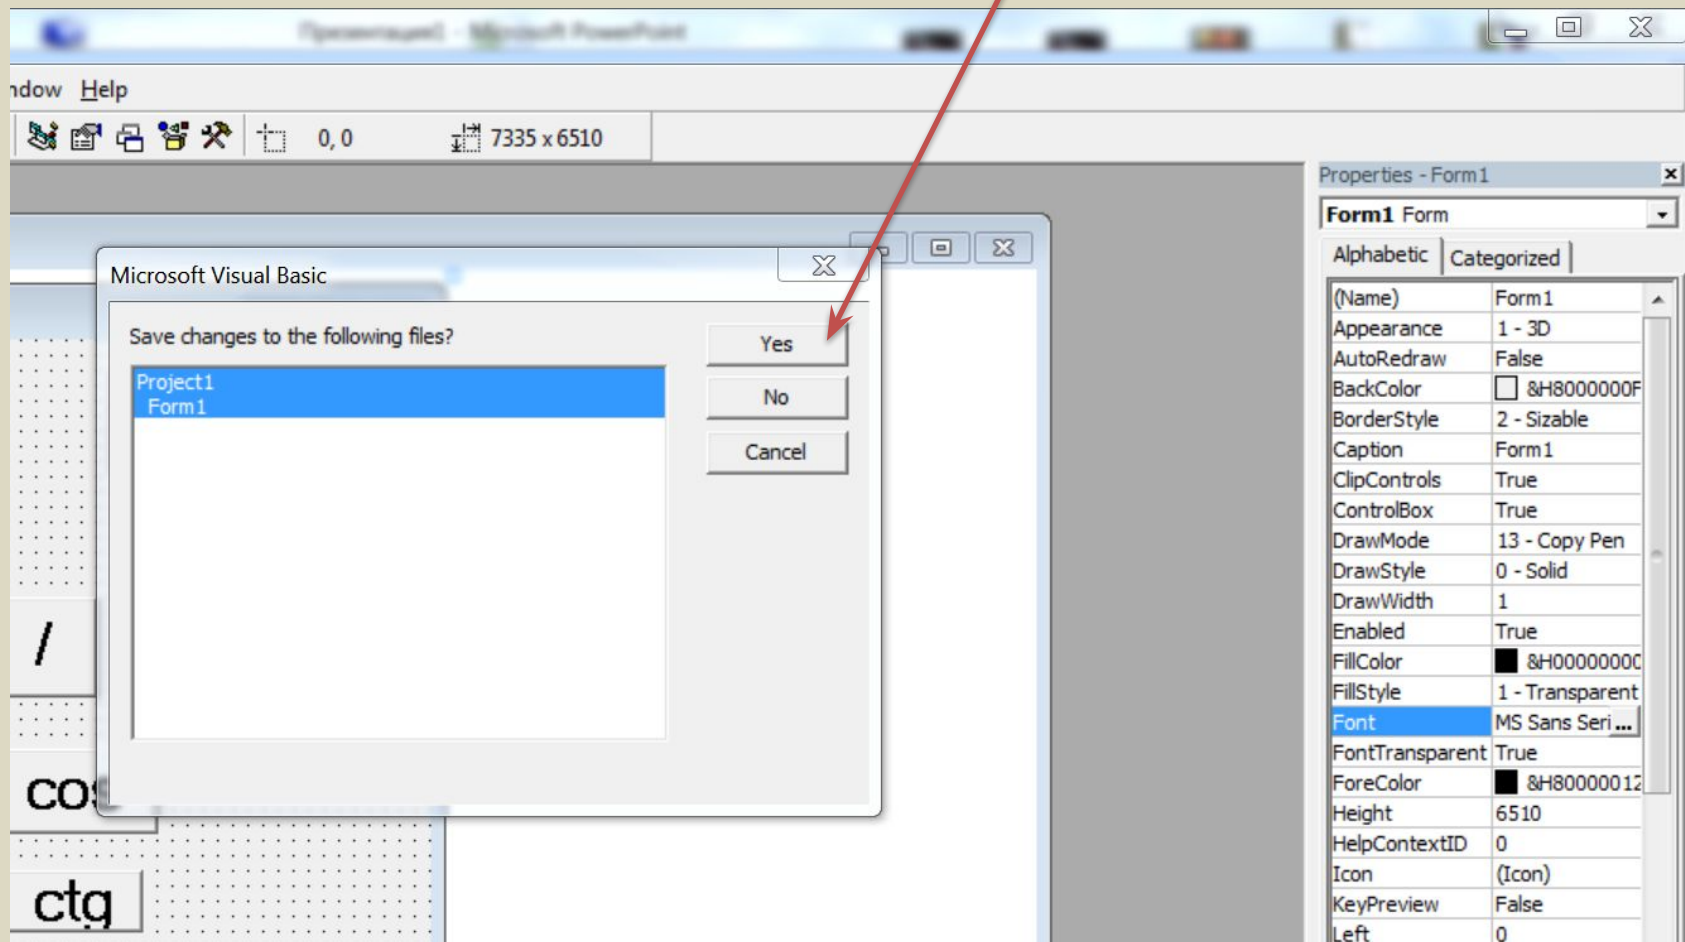 Презентация1 - Microsoft PowerPoint
ndow Help
0, 0 7335 x 6510
Properties - Form1
Form1 Form
Alphabetic Categorized
(Name) Form1
Appearance 1 - 3D
AutoRedraw False
BackColor &H8000000F
BorderStyle 2 - Sizable
Caption Form1
ClipControls True
ControlBox True
DrawMode 13 - Copy Pen
DrawStyle 0 - Solid
DrawWidth 1
Enabled True
FillColor &H00000000
FillStyle 1 - Transparent
Font MS Sans Seri ...
FontTransparent True
ForeColor &H80000012
Height 6510
HelpContextID 0
Icon (Icon)
KeyPreview False
Left 0
Microsoft Visual Basic
Save changes to the following files?
Project1
Form1
Yes
No
Cancel
/
cos
ctg